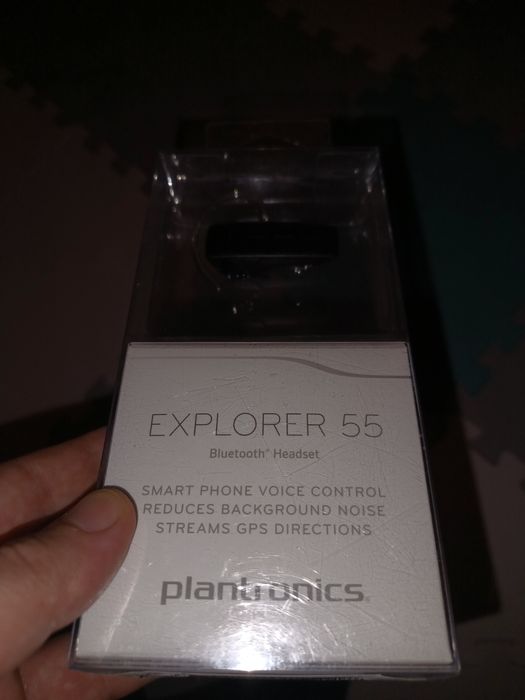 EXPLORER 55
Bluetooth® Headset
SMART PHONE VOICE CONTROL
REDUCES BACKGROUND NOISE
STREAMS GPS DIRECTIONS
plantronics®